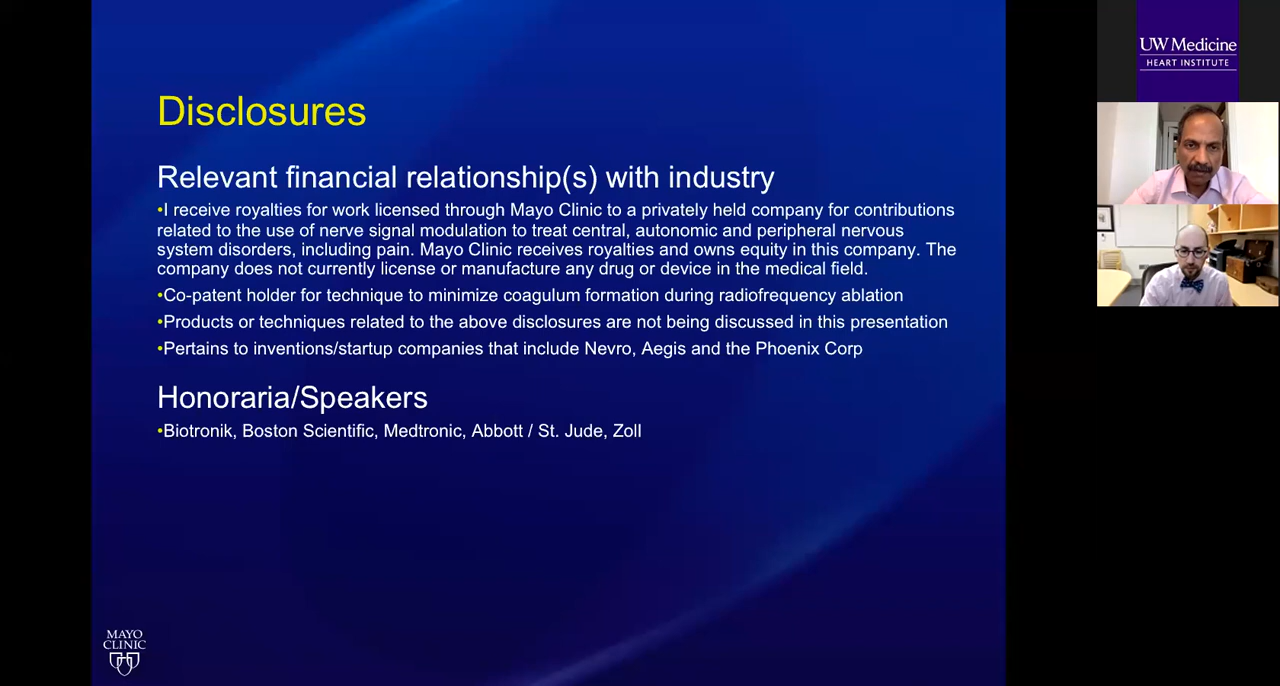 Disclosures
Relevant financial relationship(s) with industry
•I receive royalties for work licensed through Mayo Clinic to a privately held company for contributions
related to the use of nerve signal modulation to treat central, autonomic and peripheral nervous
system disorders, including pain. Mayo Clinic receives royalties and owns equity in this company. The
company does not currently license or manufacture any drug or device in the medical field.
•Co-patent holder for technique to minimize coagulum formation during radiofrequency ablation
•Products or techniques related to the above disclosures are not being discussed in this presentation
•Pertains to inventions/startup companies that include Nevro, Aegis and the Phoenix Corp
Honoraria/Speakers
•Biotronik, Boston Scientific, Medtronic, Abbott / St. Jude, Zoll
MAYO
CLINIC
UW Medicine
HEART INSTITUTE